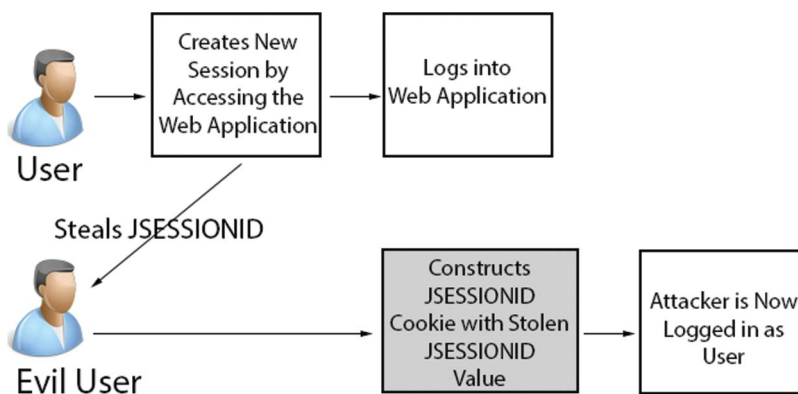 Creates New
Session by
Accessing the
Web Application
Logs into
Web Application
User
Steals JSESSIONID
Constructs
JSESSIONID
Cookie with Stolen
JSESSIONID
Value
Attacker is Now
Logged in as
User
Evil User